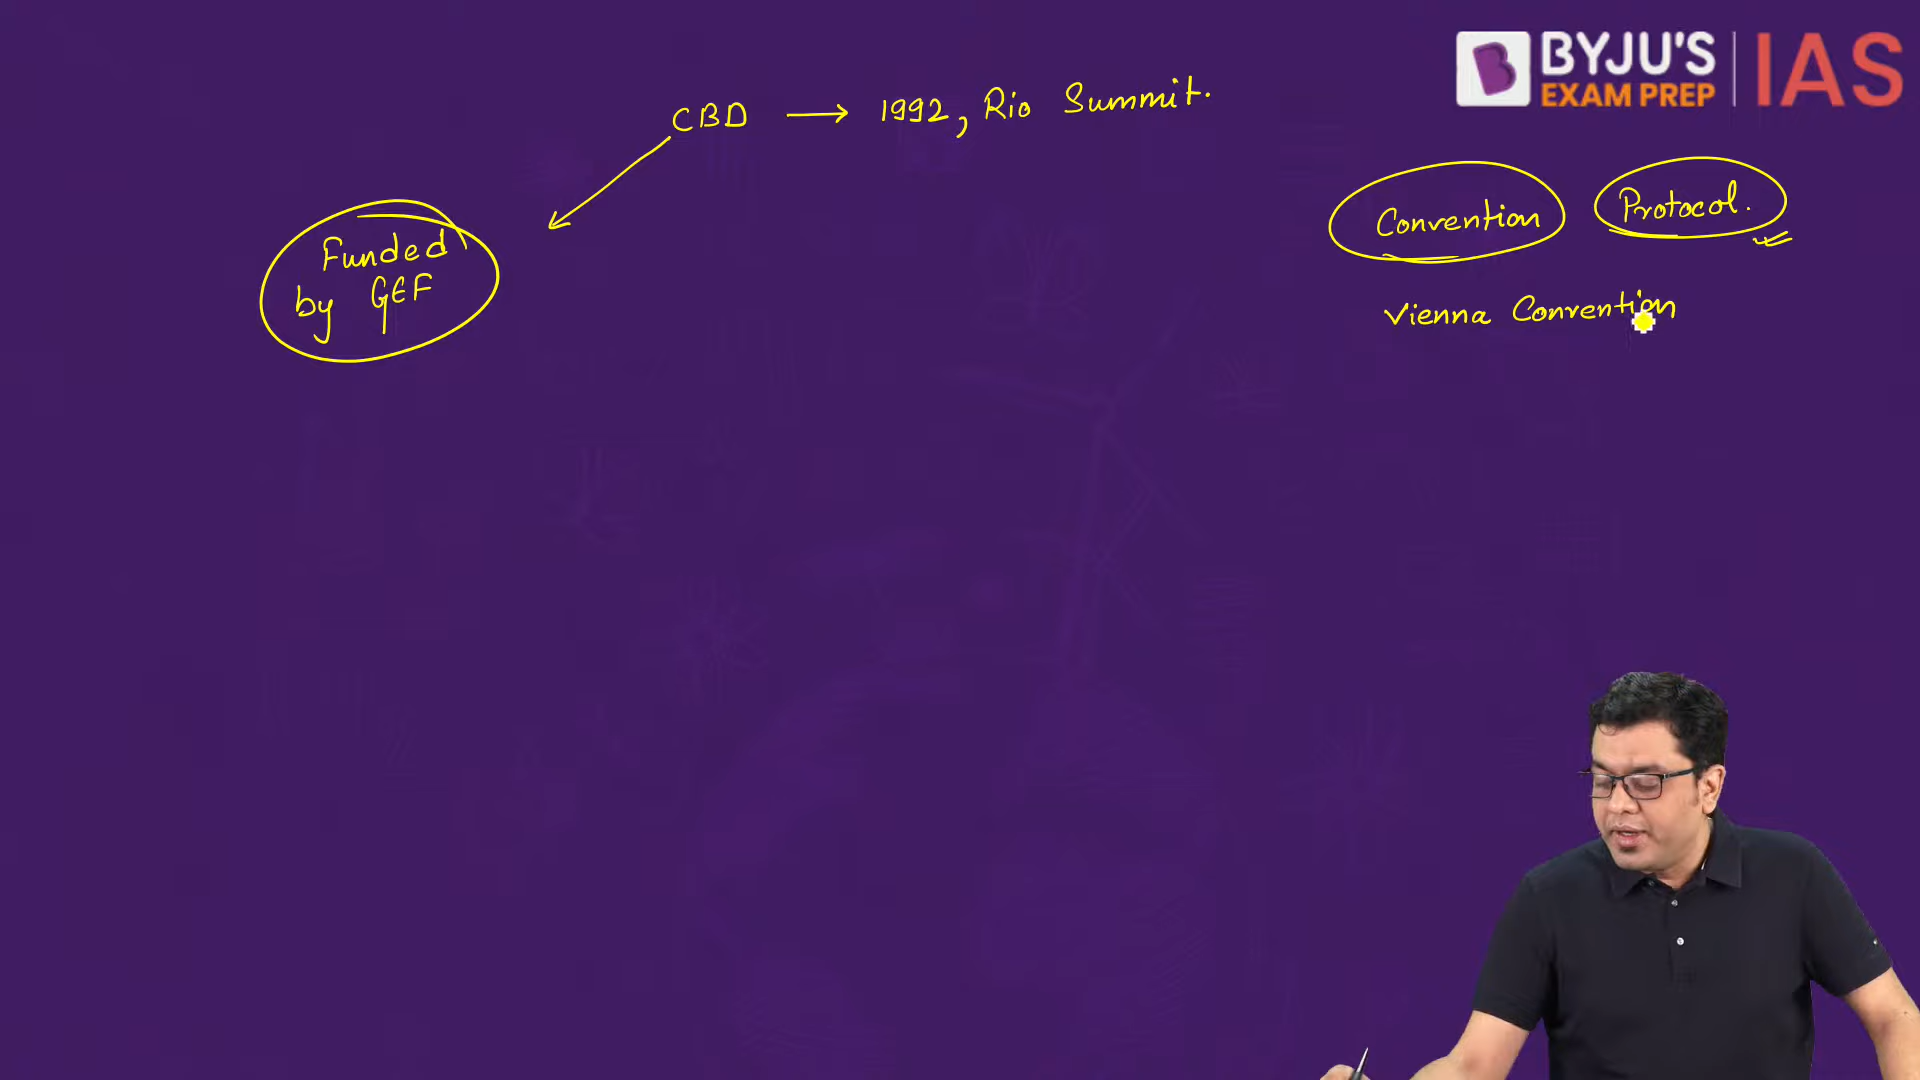 BYJU'S
EXAM PREP
IAS
CBD → 1992, Rio Summit.
Funded
by GEF
Convention Protocol.
Vienna Convention